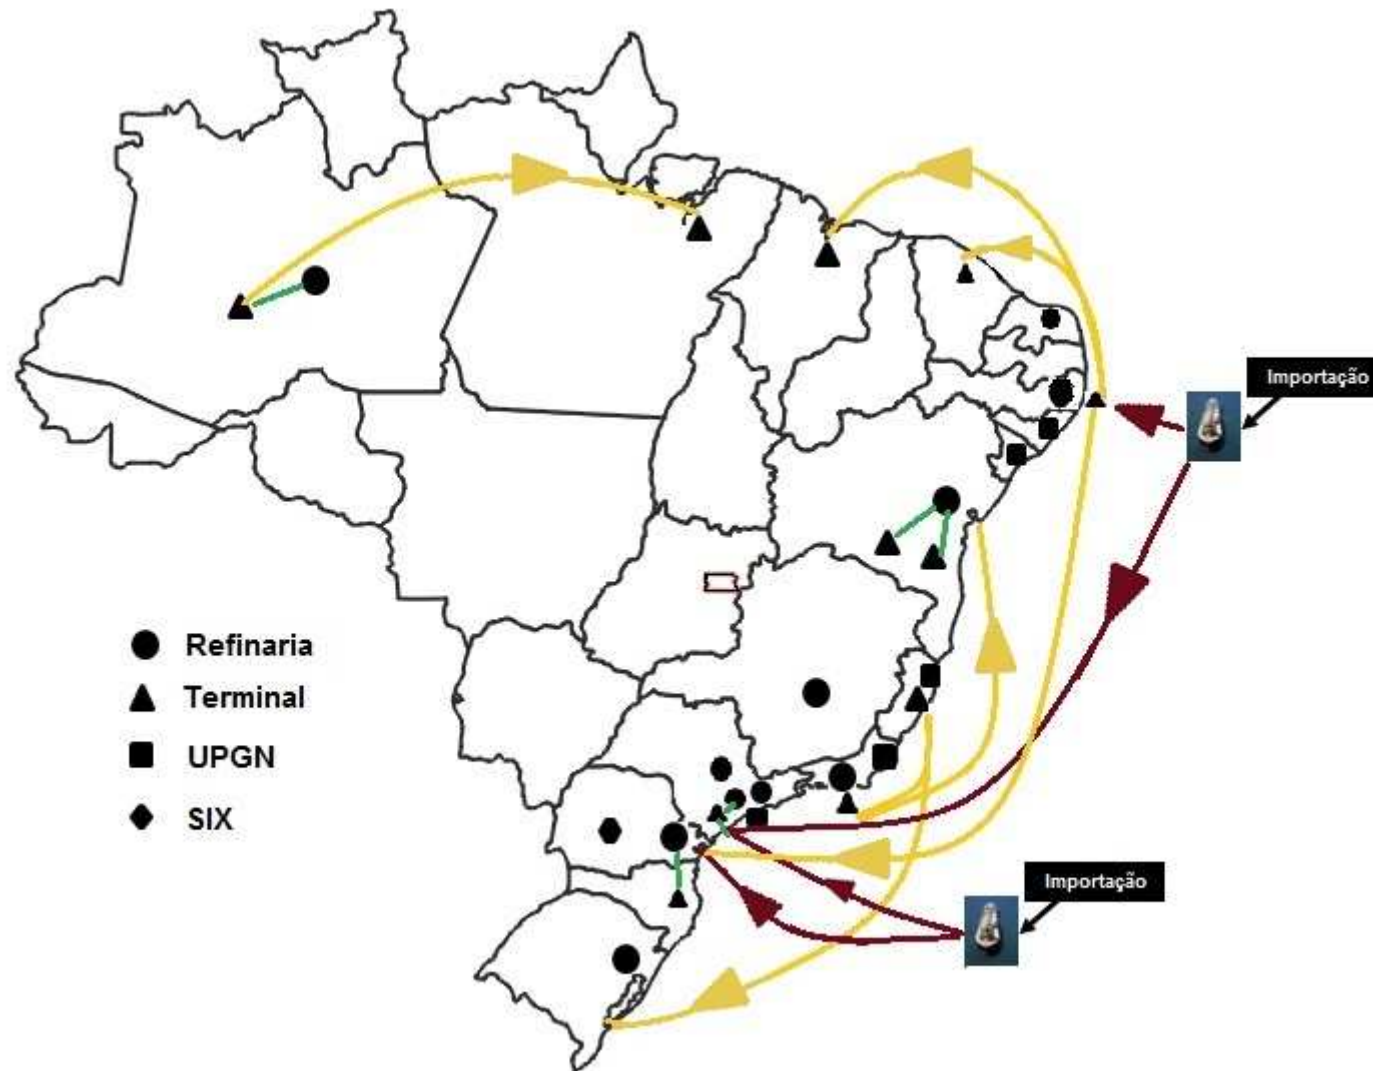 Importação
Refinaria
Terminal
UPGN
SIX
Importação